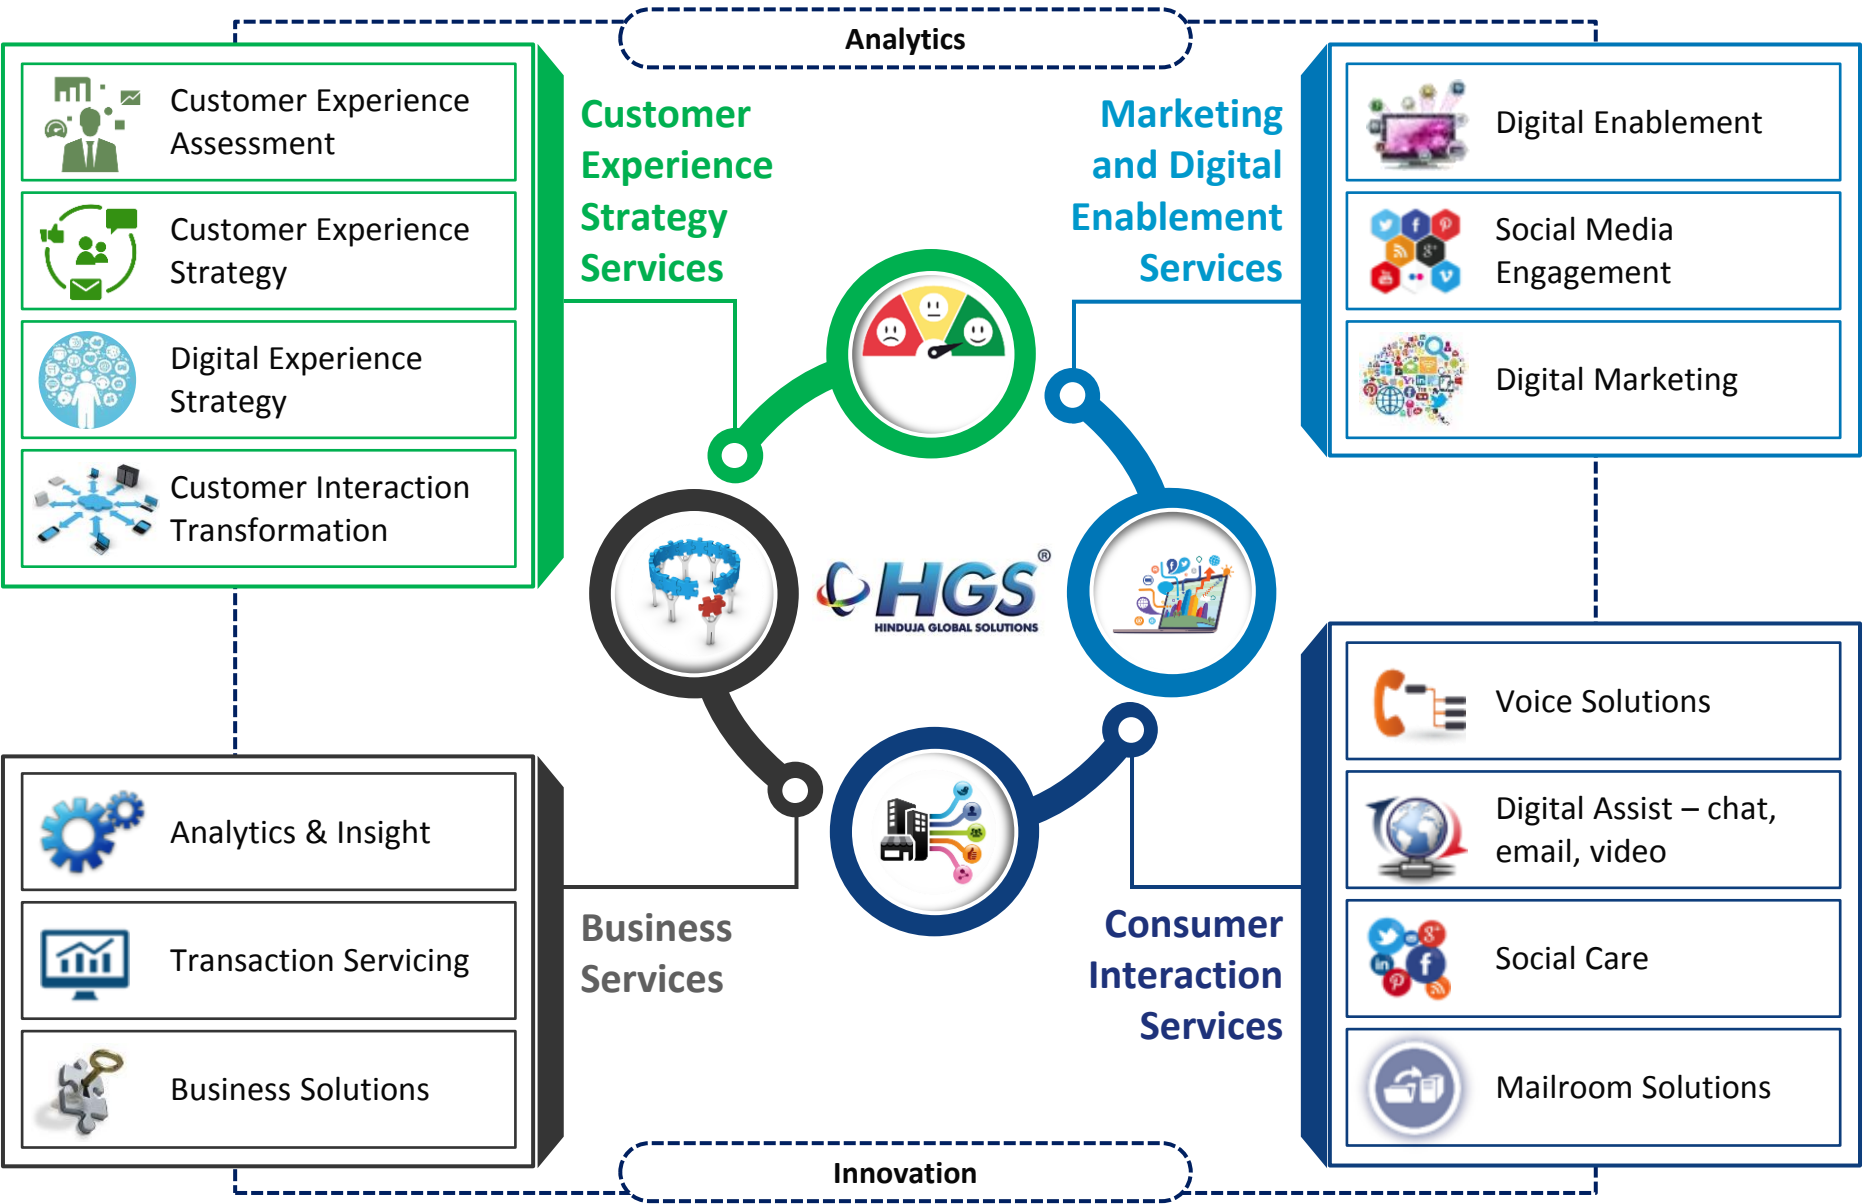 Analytics
Customer Experience
Assessment
Customer Experience
Strategy
Digital Experience
Strategy
Customer Interaction
Transformation
Customer
Experience
Strategy
Services
Marketing
and Digital
Enablement
Services
Digital Enablement
Social Media
Engagement
Digital Marketing
HGS®
HINDUJA GLOBAL SOLUTIONS
Analytics & Insight
Transaction Servicing
Business Solutions
Business
Services
Consumer
Interaction
Services
Voice Solutions
Digital Assist – chat,
email, video
Social Care
Mailroom Solutions
Innovation